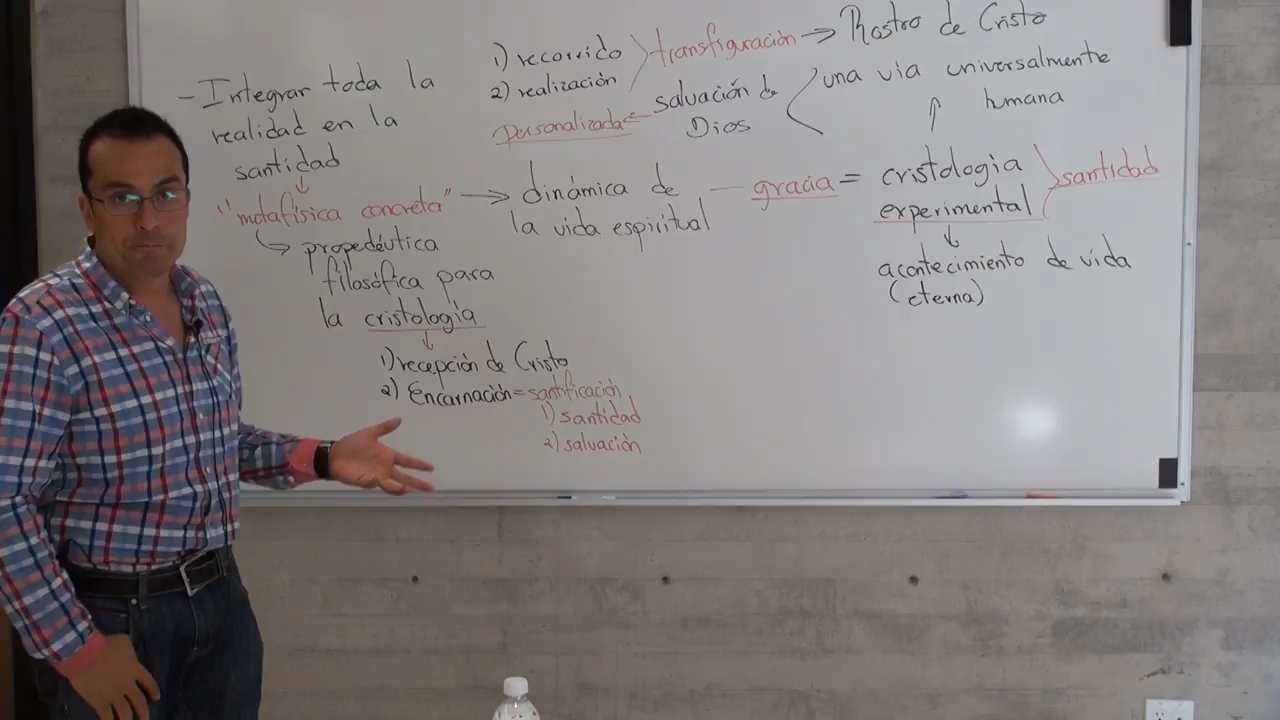 - Integrar toda la
realidad en la
santidad
"metafísica concreta"
propedéutica
filosófica para
la cristología
1) recepción de Cristo
2) Encarnación = santificación
1) santidad
2) salvación
1) recorrido
2) realización
transfiguración → Rostro de Cristo
personalizada ← salvación de
Dios
una vía universalmente
humana
→ dinámica de
la vida espiritual
— gracia = cristología
experimental
santidad
acontecimiento de vida
(eterna)